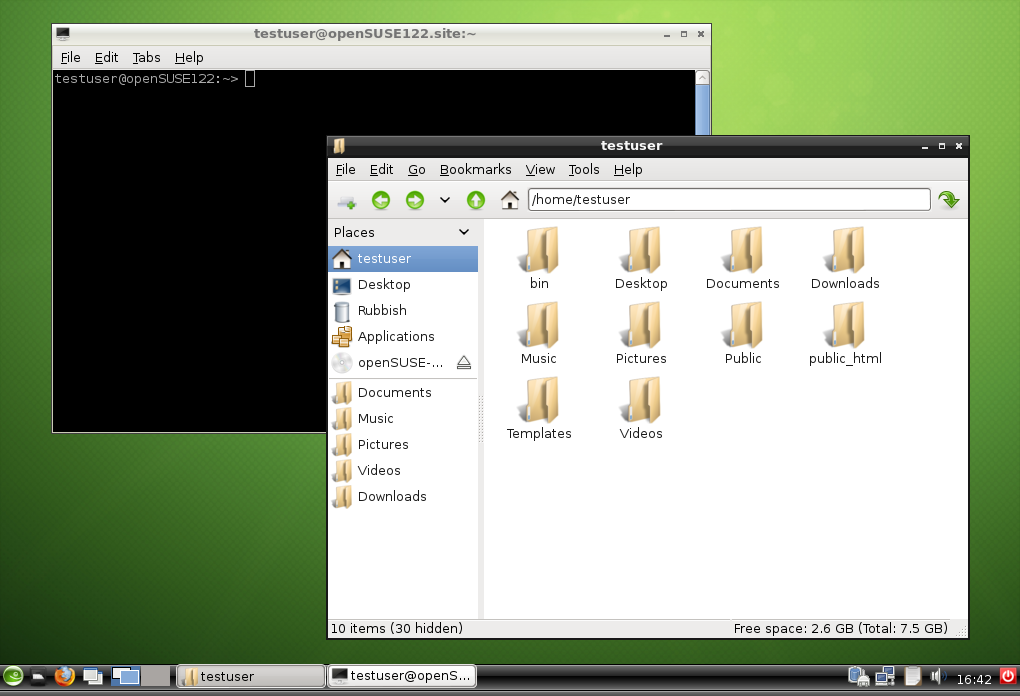 testuser@openSUSE122.site:~
File Edit Tabs Help
testuser@openSUSE122:~>
testuser
File Edit Go Bookmarks View Tools Help
/home/testuser
Places
testuser
Desktop
Rubbish
Applications
openSUSE-...
Documents
Music
Pictures
Videos
Downloads
bin Desktop Documents Downloads
Music Pictures Public public_html
Templates Videos
10 items (30 hidden) Free space: 2.6 GB (Total: 7.5 GB)
testuser testuser@openS... 16:42